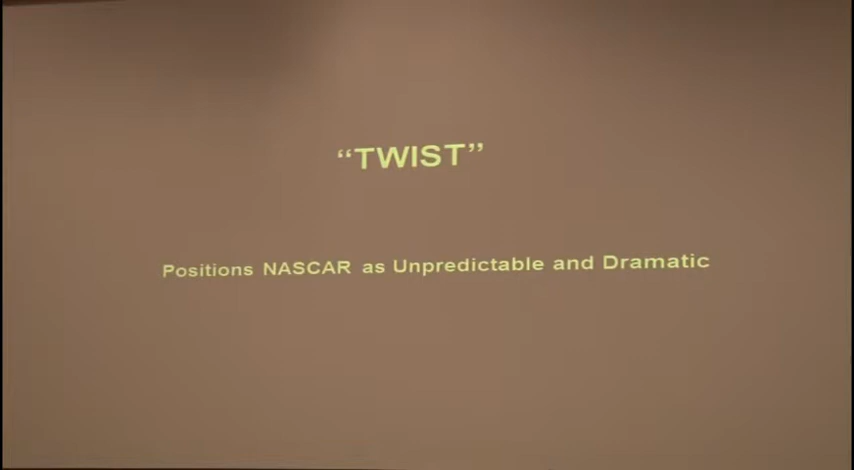 “TWIST”
Positions NASCAR as Unpredictable and Dramatic